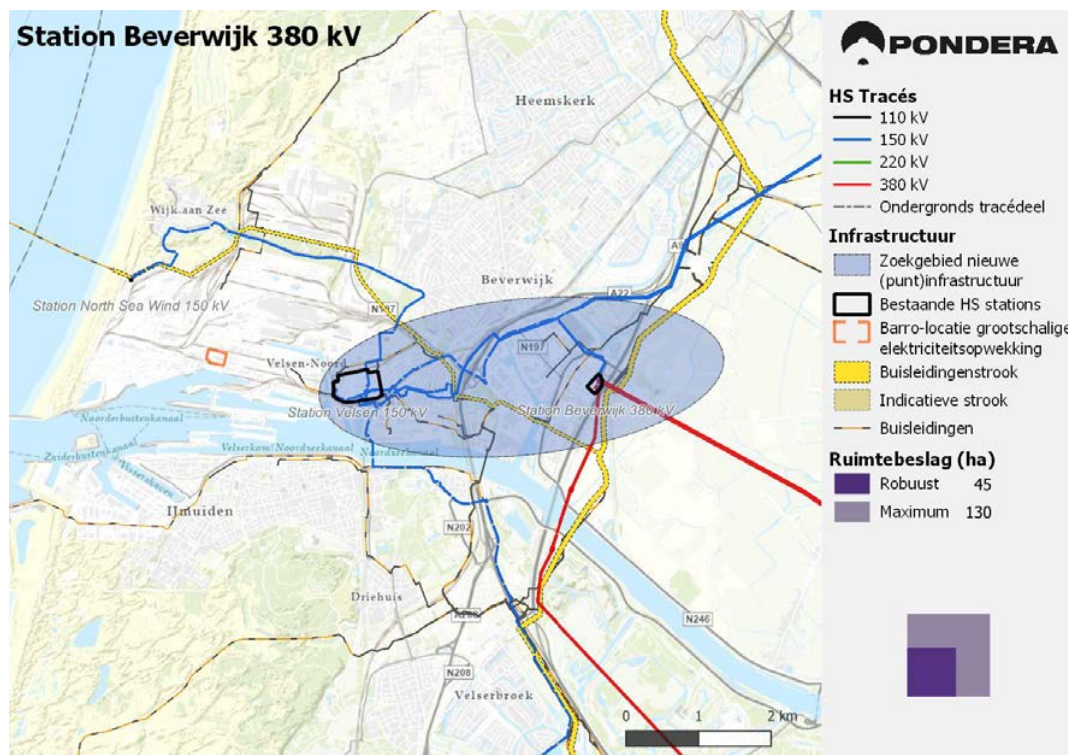 Station Beverwijk 380 kV
Heemskerk
Wijk aan Zee
Beverwijk
A9
A22
Station North Sea Wind 150 kV
N197
N197
Velsen-Noord
Station Velsen 150 kV
Station Beverwijk 380 kV
Noorderbuitenkanaal
Zuiderbuitenkanaal
Velserkom
Noordzeekanaal
IJmuiden
N202
Driehuis
A208
N246
N208
Velserbroek
0 1 2 km
PONDERA
HS Tracés
110 kV
150 kV
220 kV
380 kV
Ondergronds tracédeel
Infrastructuur
Zoekgebied nieuwe
(punt)infrastructuur
Bestaande HS stations
Barro-locatie grootschalige
elektriciteitsopwekking
Buisleidingenstrook
Indicatieve strook
Buisleidingen
Ruimtebeslag (ha)
Robuust 45
Maximum 130